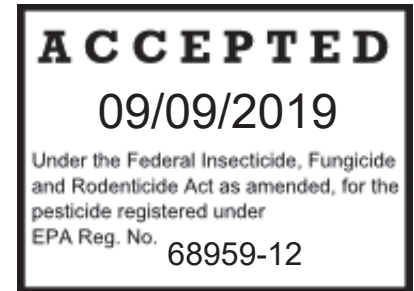 ACCEPTED
09/09/2019
Under the Federal Insecticide, Fungicide
and Rodenticide Act as amended, for the
pesticide registered under
EPA Reg. No. 68959-12